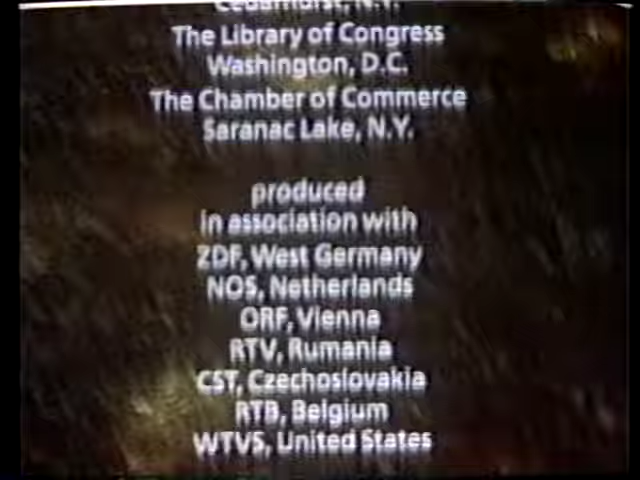 Cedarhurst, N.Y.
The Library of Congress
Washington, D.C.
The Chamber of Commerce
Saranac Lake, N.Y.
produced
in association with
ZDF, West Germany
NOS, Netherlands
ORF, Vienna
RTV, Rumania
CST, Czechoslovakia
RTB, Belgium
WTVS, United States